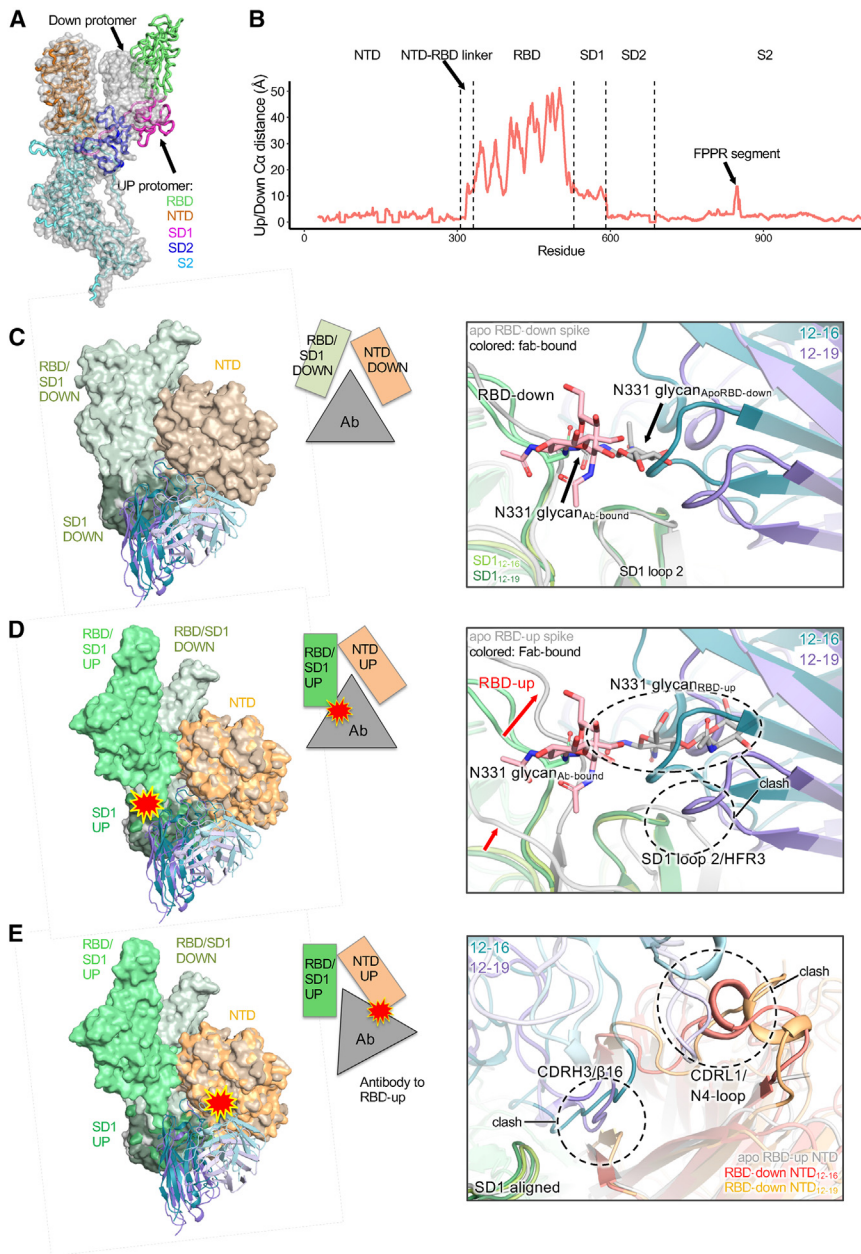 A
Down protomer
UP protomer:
RBD
NTD
SD1
SD2
S2
B
NTD
NTD-RBD linker
RBD
SD1
SD2
S2
FPPR segment
Up/Down Cα distance (Å)
50
40
30
20
10
0
0
300
600
900
Residue
C
RBD/
SD1
DOWN
NTD
SD1
DOWN
RBD/
SD1
DOWN
NTD
DOWN
Ab
apo RBD-down spike
colored: fab-bound
12-16
12-19
RBD-down
N331 glycanApoRBD-down
N331 glycanAb-bound
SD1 loop 2
SD112-16
SD112-19
D
RBD/
SD1
UP
RBD/SD1
DOWN
NTD
SD1
UP
RBD/
SD1
UP
NTD
UP
Ab
apo RBD-up spike
colored: Fab-bound
12-16
12-19
RBD-up
N331 glycanRBD-up
N331 glycanAb-bound
clash
SD1 loop 2/HFR3
E
RBD/
SD1
UP
RBD/SD1
DOWN
NTD
SD1
UP
RBD/
SD1
UP
NTD
UP
Ab
Antibody to
RBD-up
12-16
12-19
clash
CDRH3/β16
CDRL1/
N4-loop
clash
SD1 aligned
apo RBD-up NTD
RBD-down NTD12-16
RBD-down NTD12-19